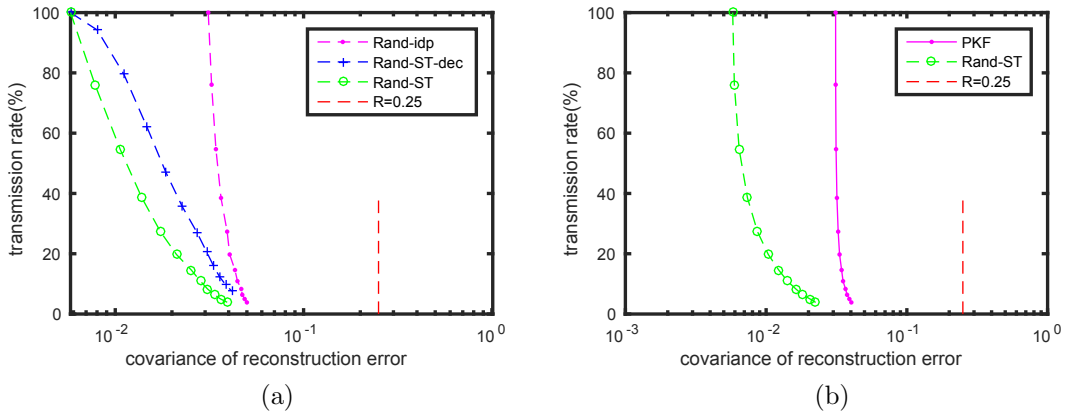 transmission rate(%)
100
80
60
40
20
0
10^-2
10^-1
10^0
covariance of reconstruction error
Rand-idp
Rand-ST-dec
Rand-ST
R=0.25
(a)
transmission rate(%)
100
80
60
40
20
0
10^-3
10^-2
10^-1
10^0
covariance of reconstruction error
PKF
Rand-ST
R=0.25
(b)